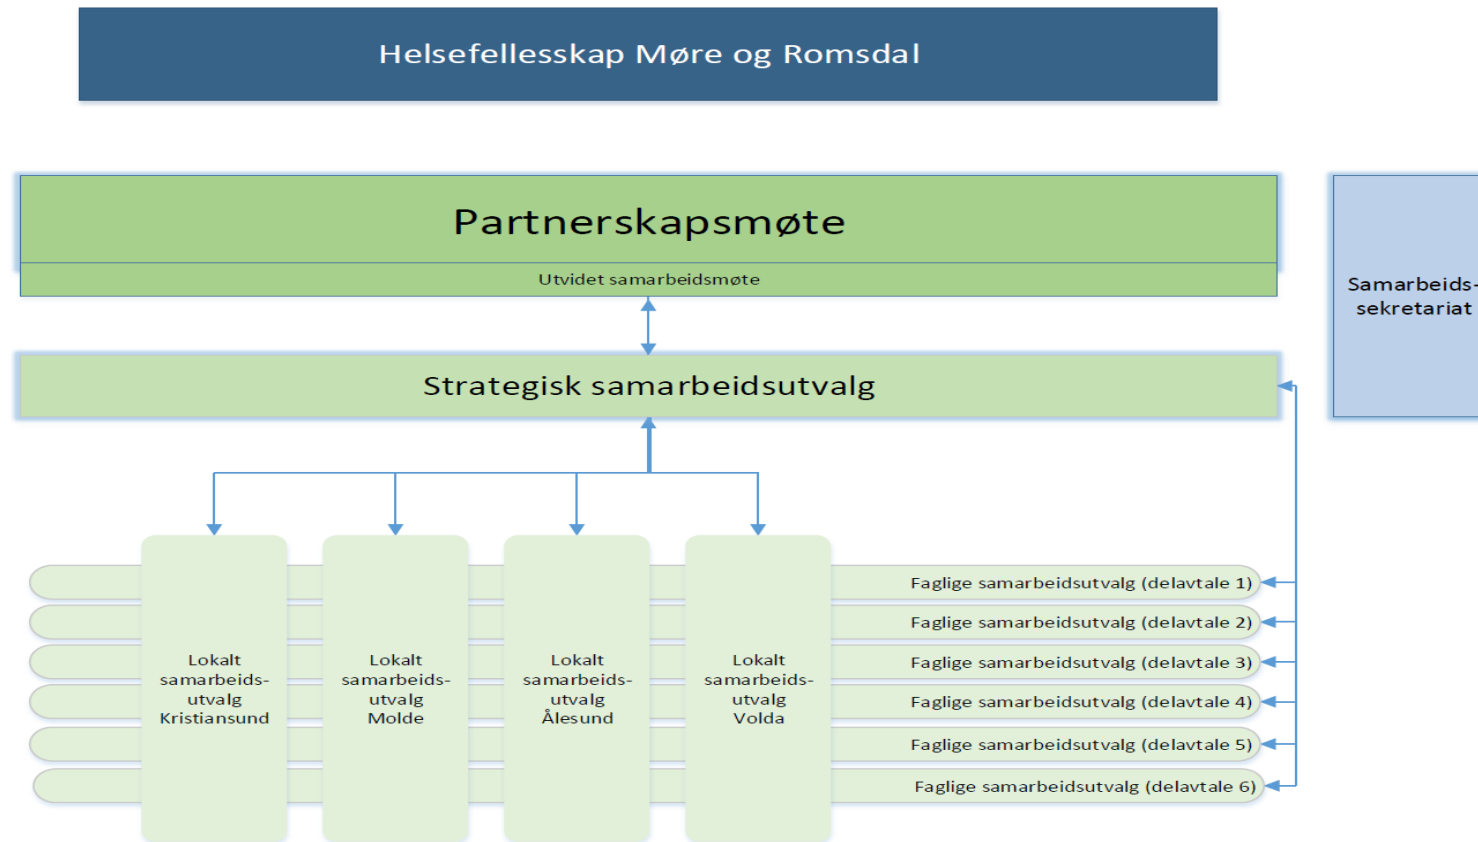 Helsefellesskap Møre og Romsdal
Partnerskapsmøte
Utvidet samarbeidsmøte
Samarbeids-
sekretariat
Strategisk samarbeidsutvalg
Lokalt
samarbeids-
utvalg
Kristiansund
Lokalt
samarbeids-
utvalg
Molde
Lokalt
samarbeids-
utvalg
Ålesund
Lokalt
samarbeids-
utvalg
Volda
Faglige samarbeidsutvalg (delavtale 1)
Faglige samarbeidsutvalg (delavtale 2)
Faglige samarbeidsutvalg (delavtale 3)
Faglige samarbeidsutvalg (delavtale 4)
Faglige samarbeidsutvalg (delavtale 5)
Faglige samarbeidsutvalg (delavtale 6)